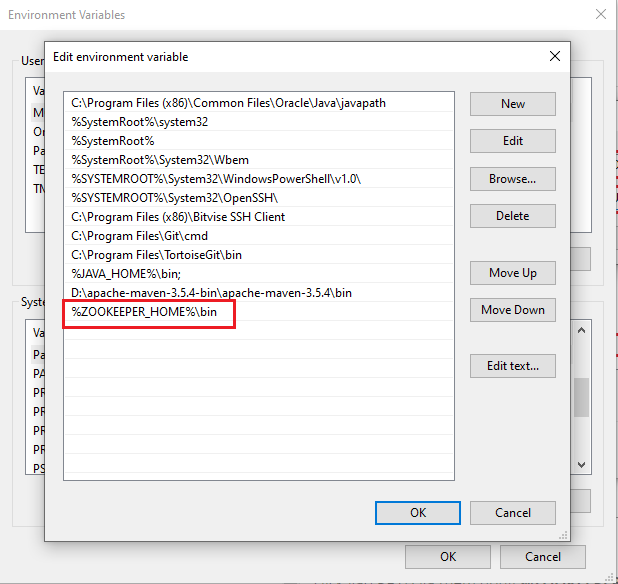 Environment Variables
Edit environment variable
User
Va
M
Or
Pa
TE
TM
C:\Program Files (x86)\Common Files\Oracle\Java\javapath
%SystemRoot%\system32
%SystemRoot%
%SystemRoot%\System32\Wbem
%SYSTEMROOT%\System32\WindowsPowerShell\v1.0\
%SYSTEMROOT%\System32\OpenSSH\
C:\Program Files (x86)\Bitvise SSH Client
C:\Program Files\Git\cmd
C:\Program Files\TortoiseGit\bin
%JAVA_HOME%\bin;
D:\apache-maven-3.5.4-bin\apache-maven-3.5.4\bin
%ZOOKEEPER_HOME%\bin
New
Edit
Browse...
Delete
Move Up
Move Down
Edit text...
Syste
Va
Pa
PA
PR
PR
PR
PR
PS
OK
Cancel
OK
Cancel